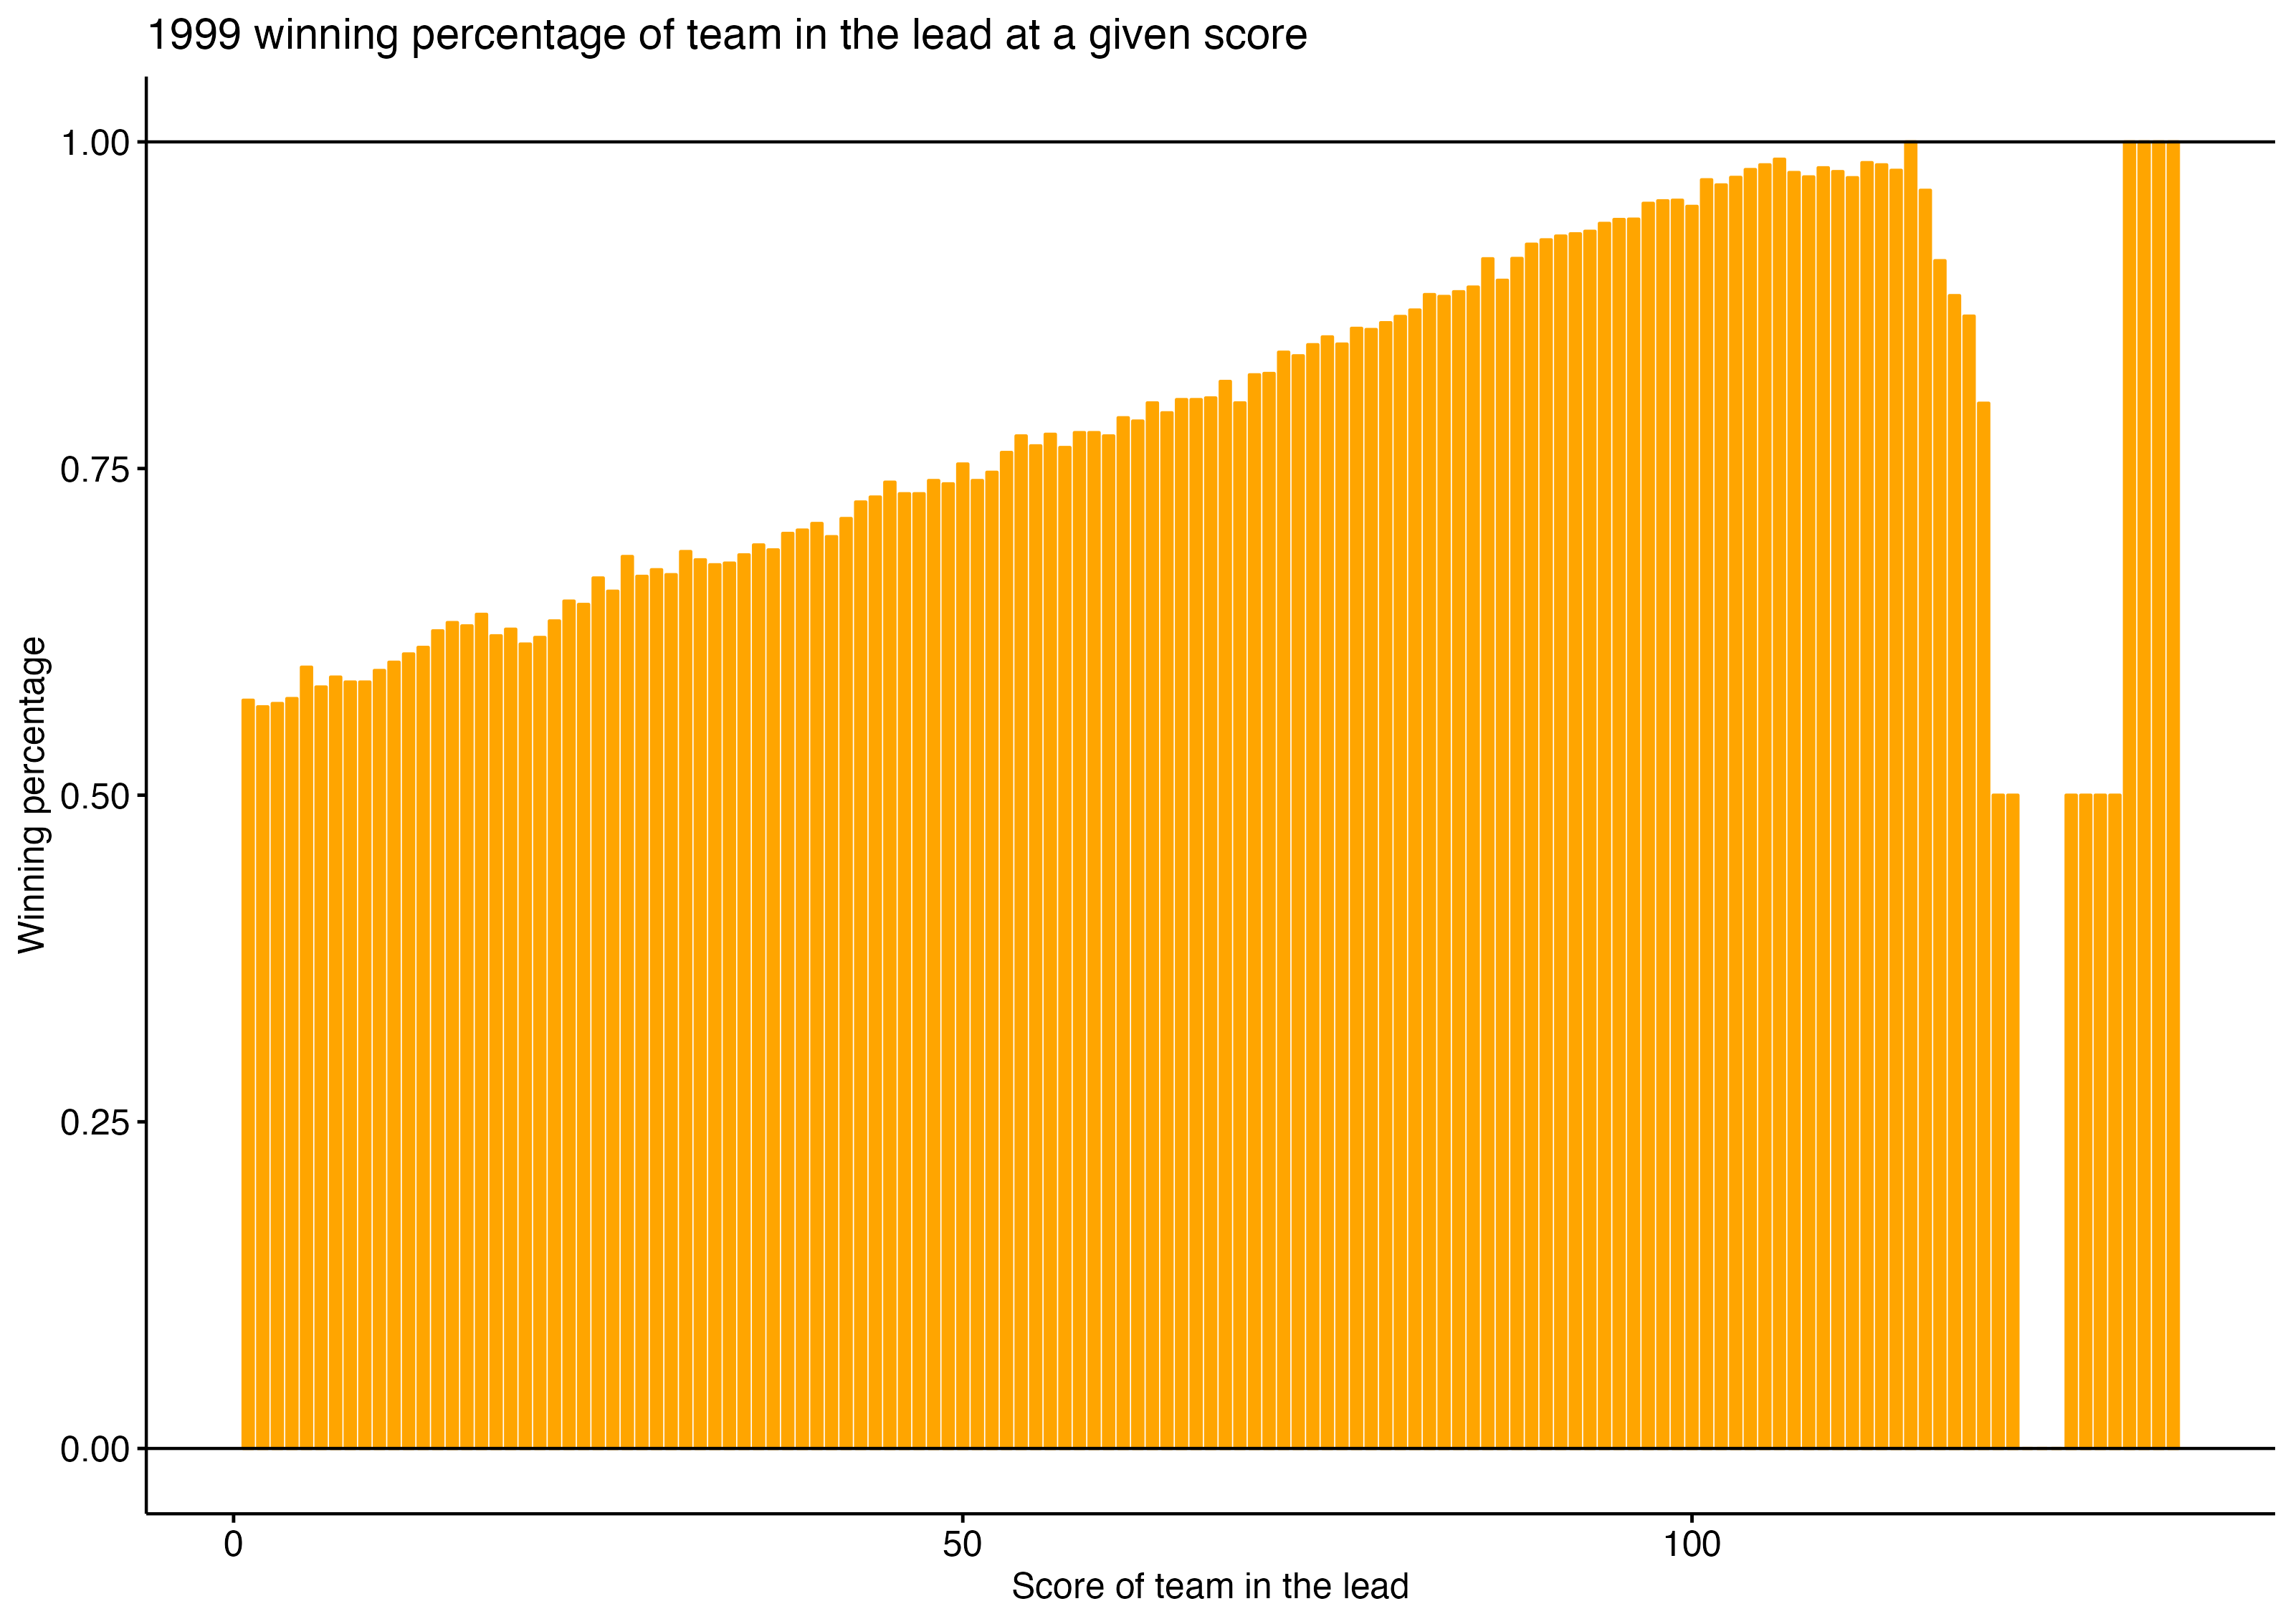 1999 winning percentage of team in the lead at a given score
Winning percentage
1.00
0.75
0.50
0.25
0.00
0
50
100
Score of team in the lead